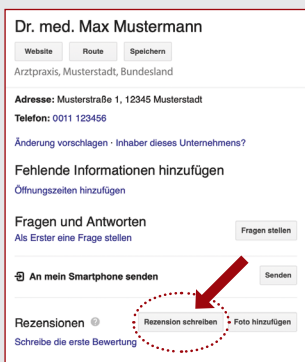 Dr. med. Max Mustermann
Website Route Speichern
Arztpraxis, Musterstadt, Bundesland
Adresse: Musterstraße 1, 12345 Musterstadt
Telefon: 0011 123456
Änderung vorschlagen · Inhaber dieses Unternehmens?
Fehlende Informationen hinzufügen
Öffnungszeiten hinzufügen
Fragen und Antworten
Als Erster eine Frage stellen
Fragen stellen
An mein Smartphone senden
Senden
Rezensionen
Rezension schreiben
Foto hinzufügen
Schreibe die erste Bewertung